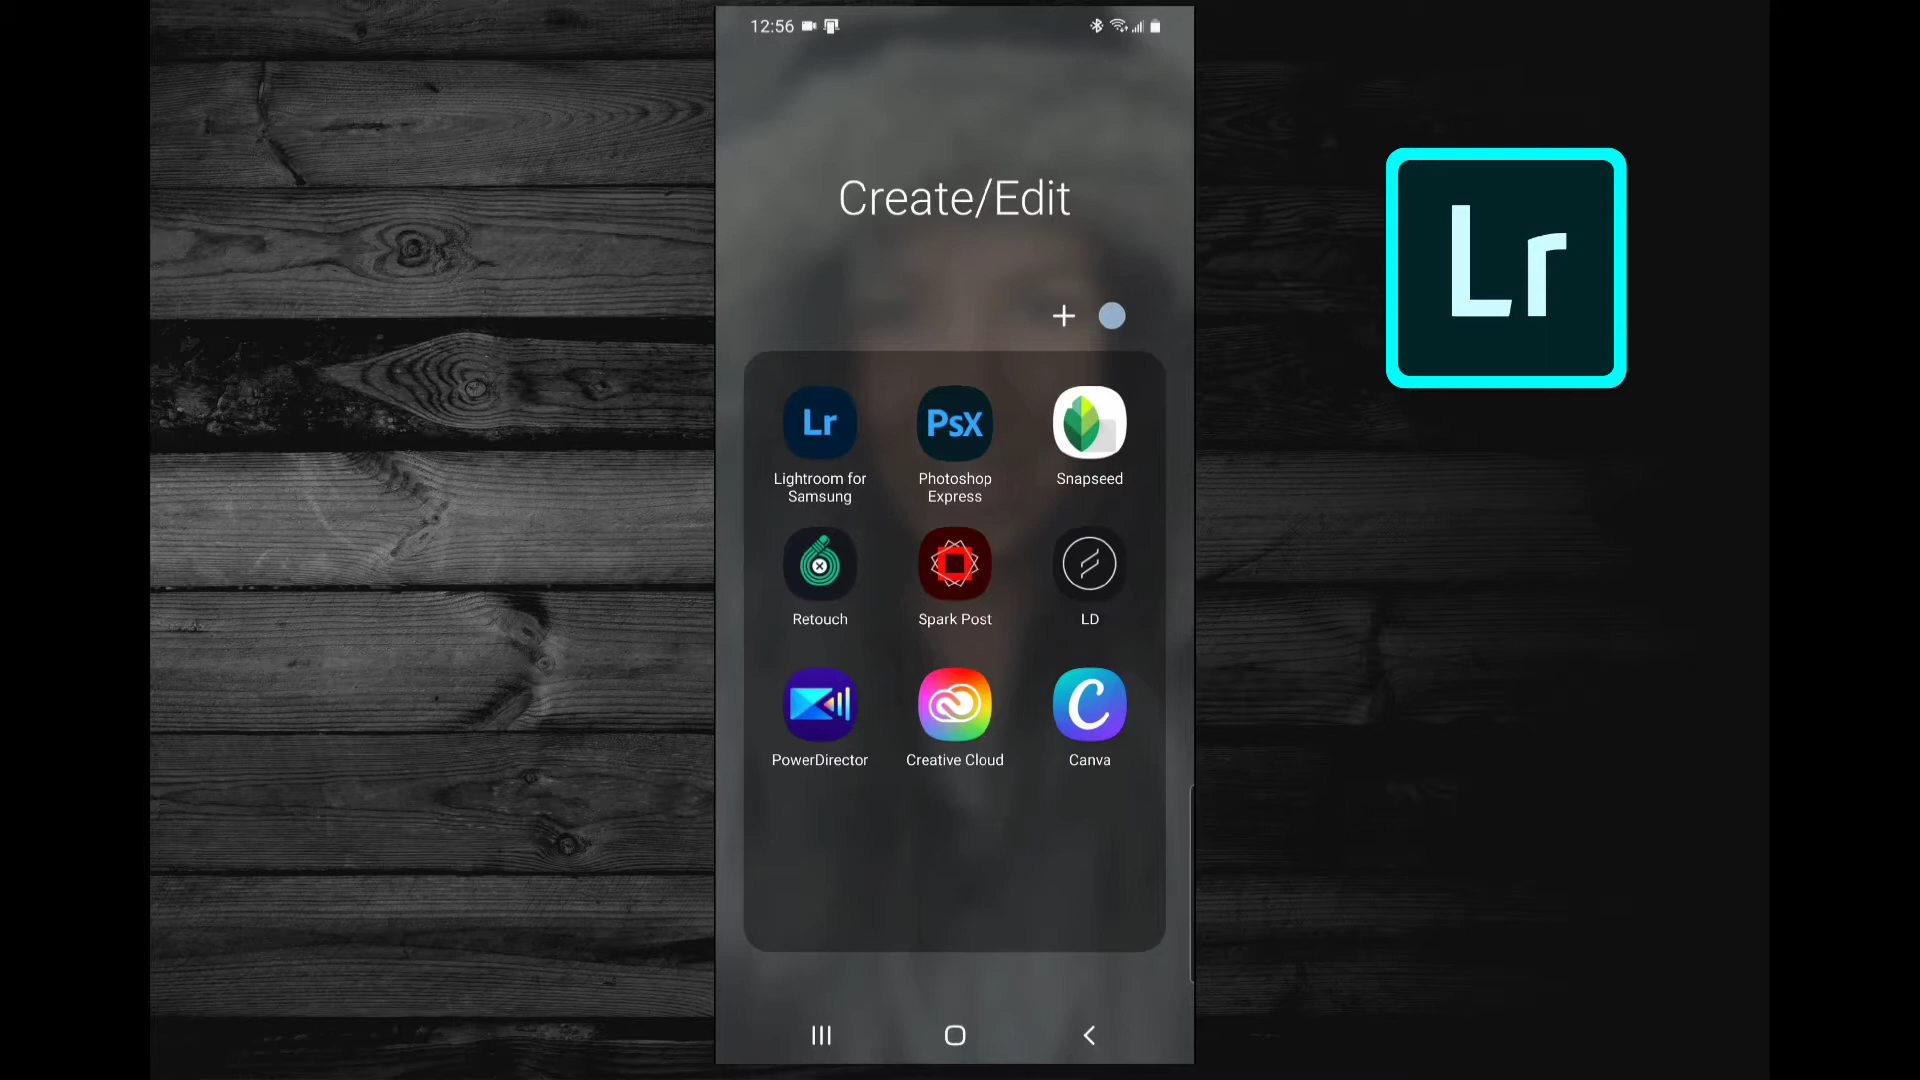 12:56
Create/Edit
Lr
Lr
PsX
Lightroom for
Samsung
Photoshop
Express
Snapseed
Retouch
Spark Post
LD
C
PowerDirector
Creative Cloud
Canva